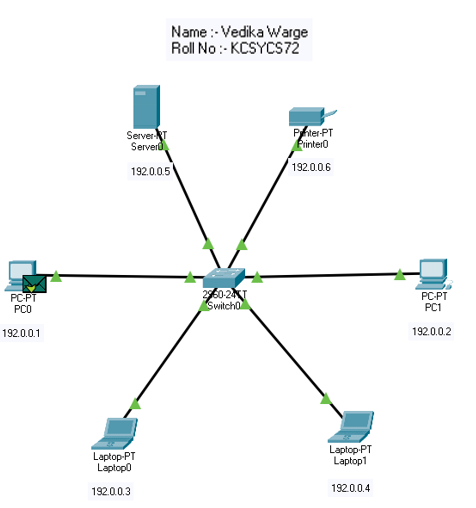 Name :- Vedika Warge
Roll No :- KCSYCS72
Server-PT
Server0
192.0.0.5
Printer-PT
Printer0
192.0.0.6
PC-PT
PC0
192.0.0.1
2960-24TT
Switch0
PC-PT
PC1
192.0.0.2
Laptop-PT
Laptop0
192.0.0.3
Laptop-PT
Laptop1
192.0.0.4